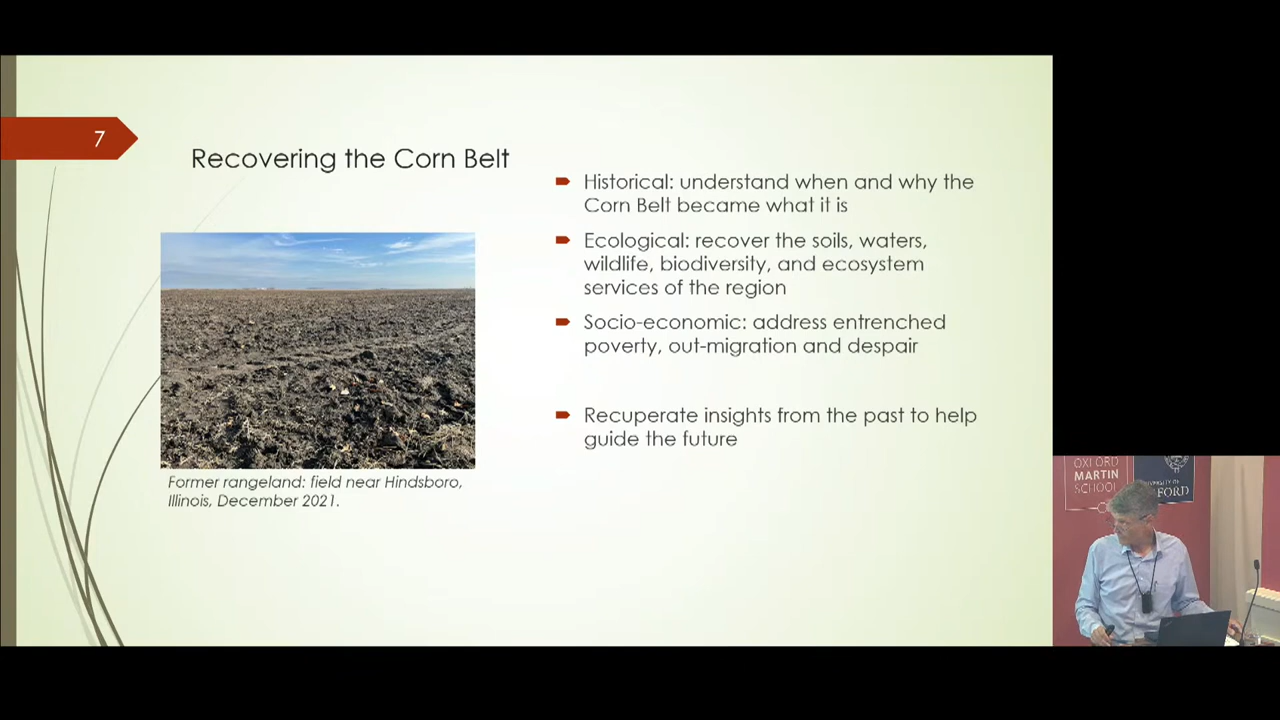 7
Recovering the Corn Belt
Historical: understand when and why the
Corn Belt became what it is
Ecological: recover the soils, waters,
wildlife, biodiversity, and ecosystem
services of the region
Socio-economic: address entrenched
poverty, out-migration and despair
Recuperate insights from the past to help
guide the future
Former rangeland: field near Hindsboro,
Illinois, December 2021.
OXFORD
MARTIN
SCHOOL
UNIVERSITY OF